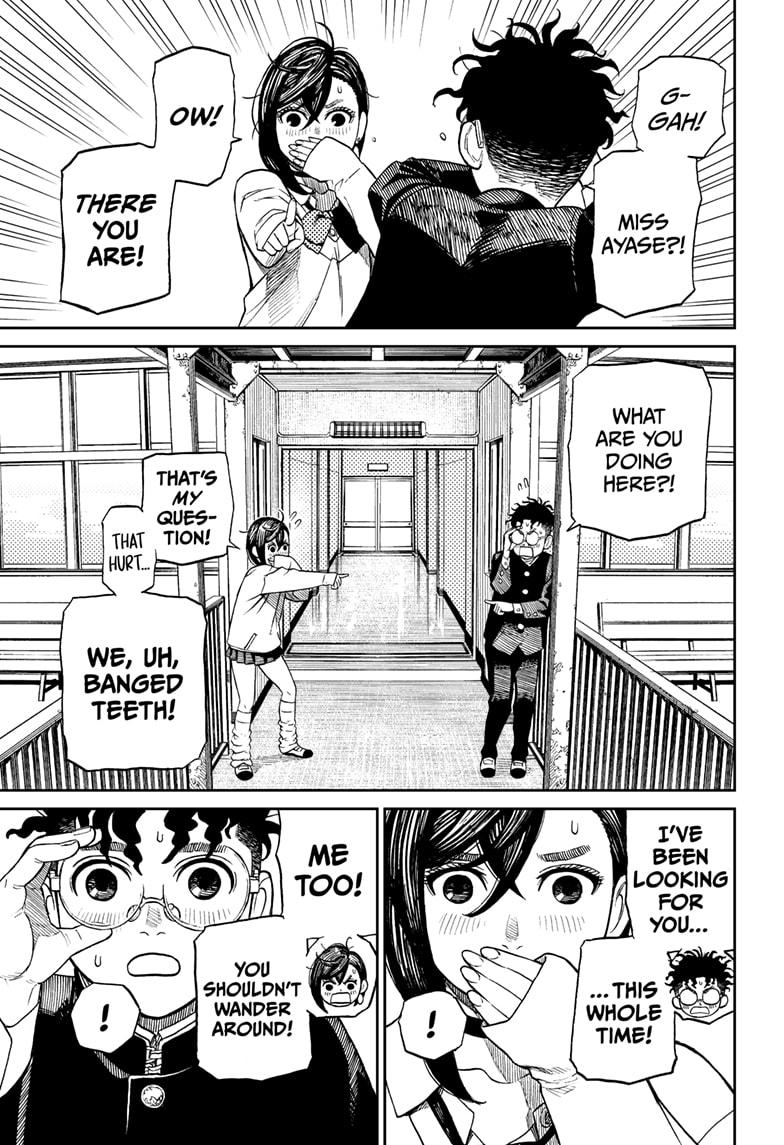 G-
GAH!
MISS
AYASE?!
OW!
THERE
YOU
ARE!
WHAT
ARE YOU
DOING
HERE?!
THAT'S
MY
QUES-
TION!
THAT
HURT...
WE, UH,
BANGED
TEETH!
I'VE
BEEN
LOOKING
FOR
YOU...
...THIS
WHOLE
TIME!
!
ME
TOO!
YOU
SHOULDN'T
WANDER
AROUND!
!